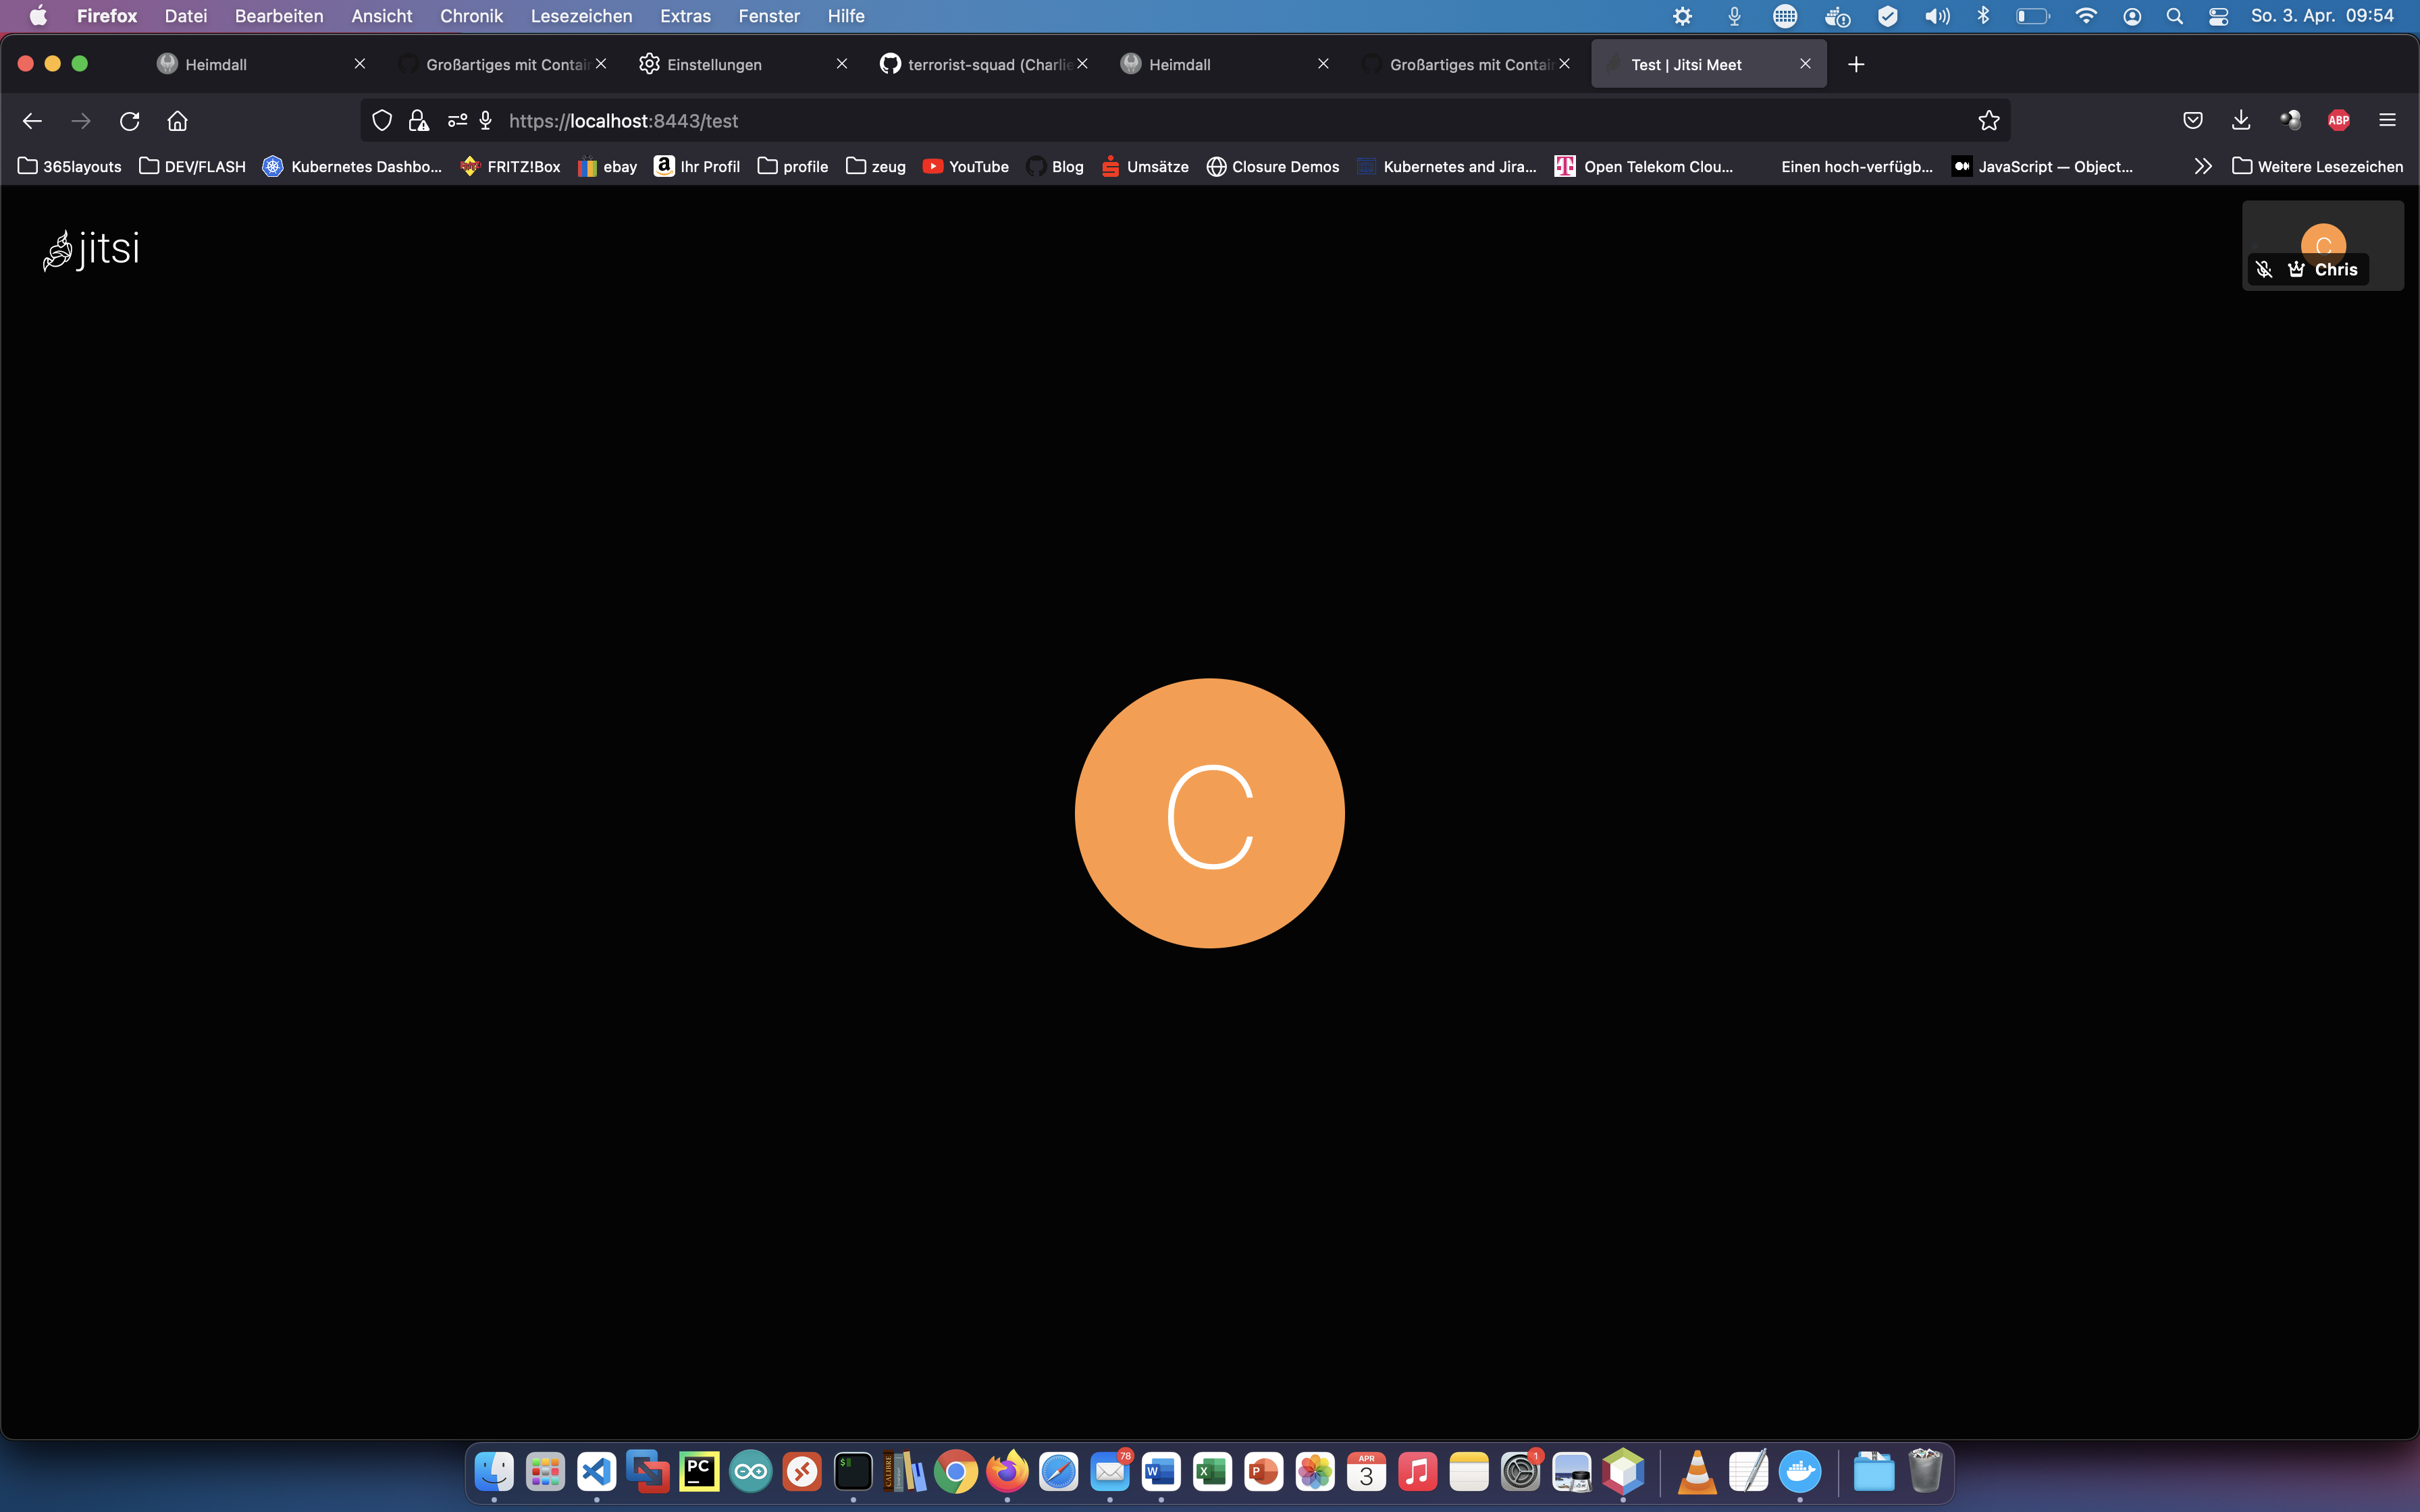 Firefox Datei Bearbeiten Ansicht Chronik Lesezeichen Extras Fenster Hilfe So. 3. Apr. 09:54
Heimdall Großartiges mit Contai Einstellungen terrorist-squad (Charlie Heimdall Großartiges mit Contai Test | Jitsi Meet
https://localhost:8443/test ABP
365layouts DEV/FLASH Kubernetes Dashbo... FRITZ!Box ebay a Ihr Profil profile zeug YouTube Blog Umsätze Closure Demos Kubernetes and Jira... T Open Telekom Clou... Einen hoch-verfügb... JavaScript — Object... Weitere Lesezeichen
jitsi
C
Chris
C
PC $ CALIBRE 78 W X P APR 3 1